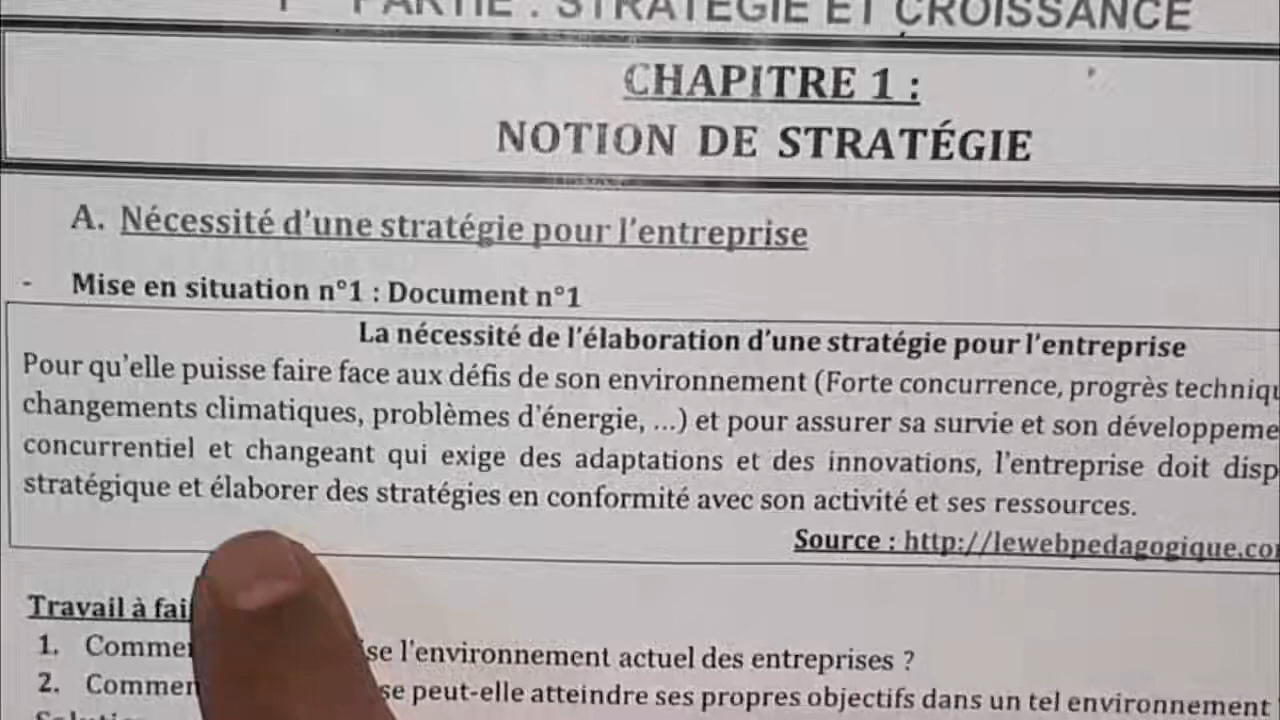 PARTIE : STRATÉGIE ET CROISSANCE
CHAPITRE 1 :
NOTION DE STRATÉGIE
A. Nécessité d'une stratégie pour l'entreprise
- Mise en situation n°1 : Document n°1
La nécessité de l'élaboration d'une stratégie pour l'entreprise
Pour qu'elle puisse faire face aux défis de son environnement (Forte concurrence, progrès techniqu
changements climatiques, problèmes d'énergie, ...) et pour assurer sa survie et son développeme
concurrentiel et changeant qui exige des adaptations et des innovations, l'entreprise doit disp
stratégique et élaborer des stratégies en conformité avec son activité et ses ressources.
Source : http://lewebpedagogique.co
Travail à fai
1. Comme se l'environnement actuel des entreprises ?
2. Commen se peut-elle atteindre ses propres objectifs dans un tel environnement